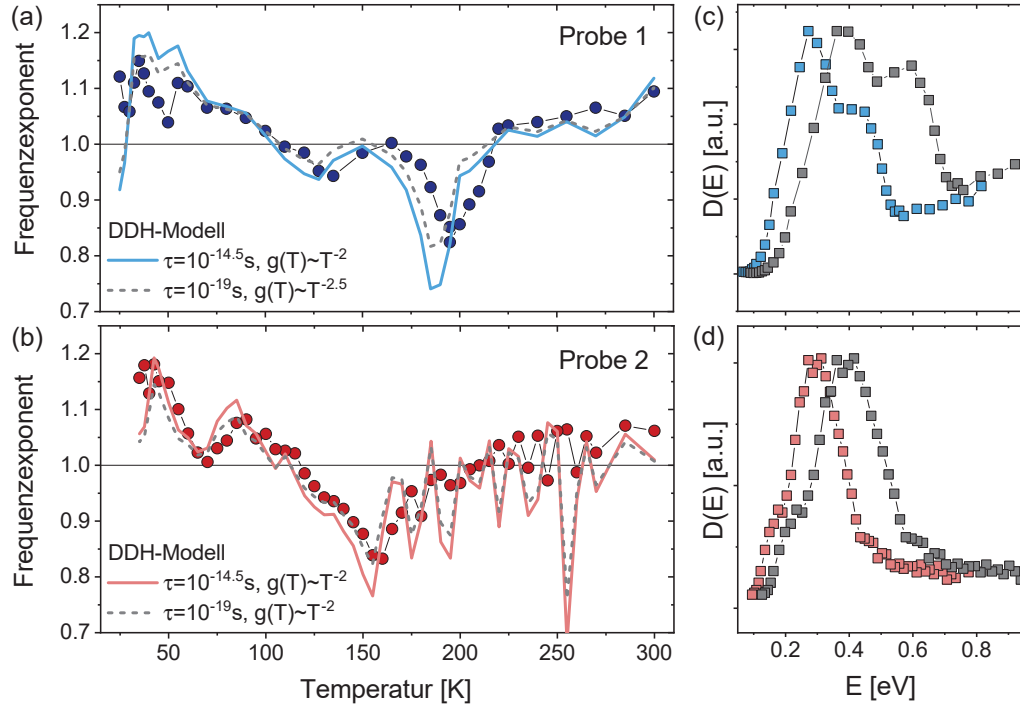 (a)
Probe 1
1.2
1.1
1.0
0.9
0.8
0.7
Frequenzexponent
DDH-Modell
τ=10^-14.5s, g(T)~T^-2
τ=10^-19s, g(T)~T^-2.5
(c)
D(E) [a.u.]
(b)
Probe 2
1.2
1.1
1.0
0.9
0.8
0.7
Frequenzexponent
DDH-Modell
τ=10^-14.5s, g(T)~T^-2
τ=10^-19s, g(T)~T^-2
50 100 150 200 250 300
Temperatur [K]
(d)
D(E) [a.u.]
0.2 0.4 0.6 0.8
E [eV]